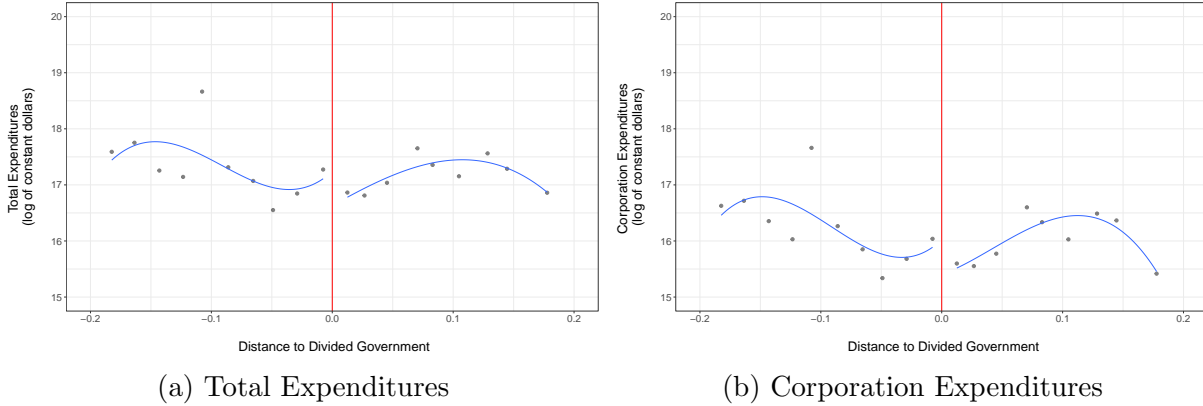 Total Expenditures
(log of constant dollars)
20
19
18
17
16
15
−0.2
−0.1
0.0
0.1
0.2
Distance to Divided Government
(a) Total Expenditures
Corporation Expenditures
(log of constant dollars)
20
19
18
17
16
15
−0.2
−0.1
0.0
0.1
0.2
Distance to Divided Government
(b) Corporation Expenditures